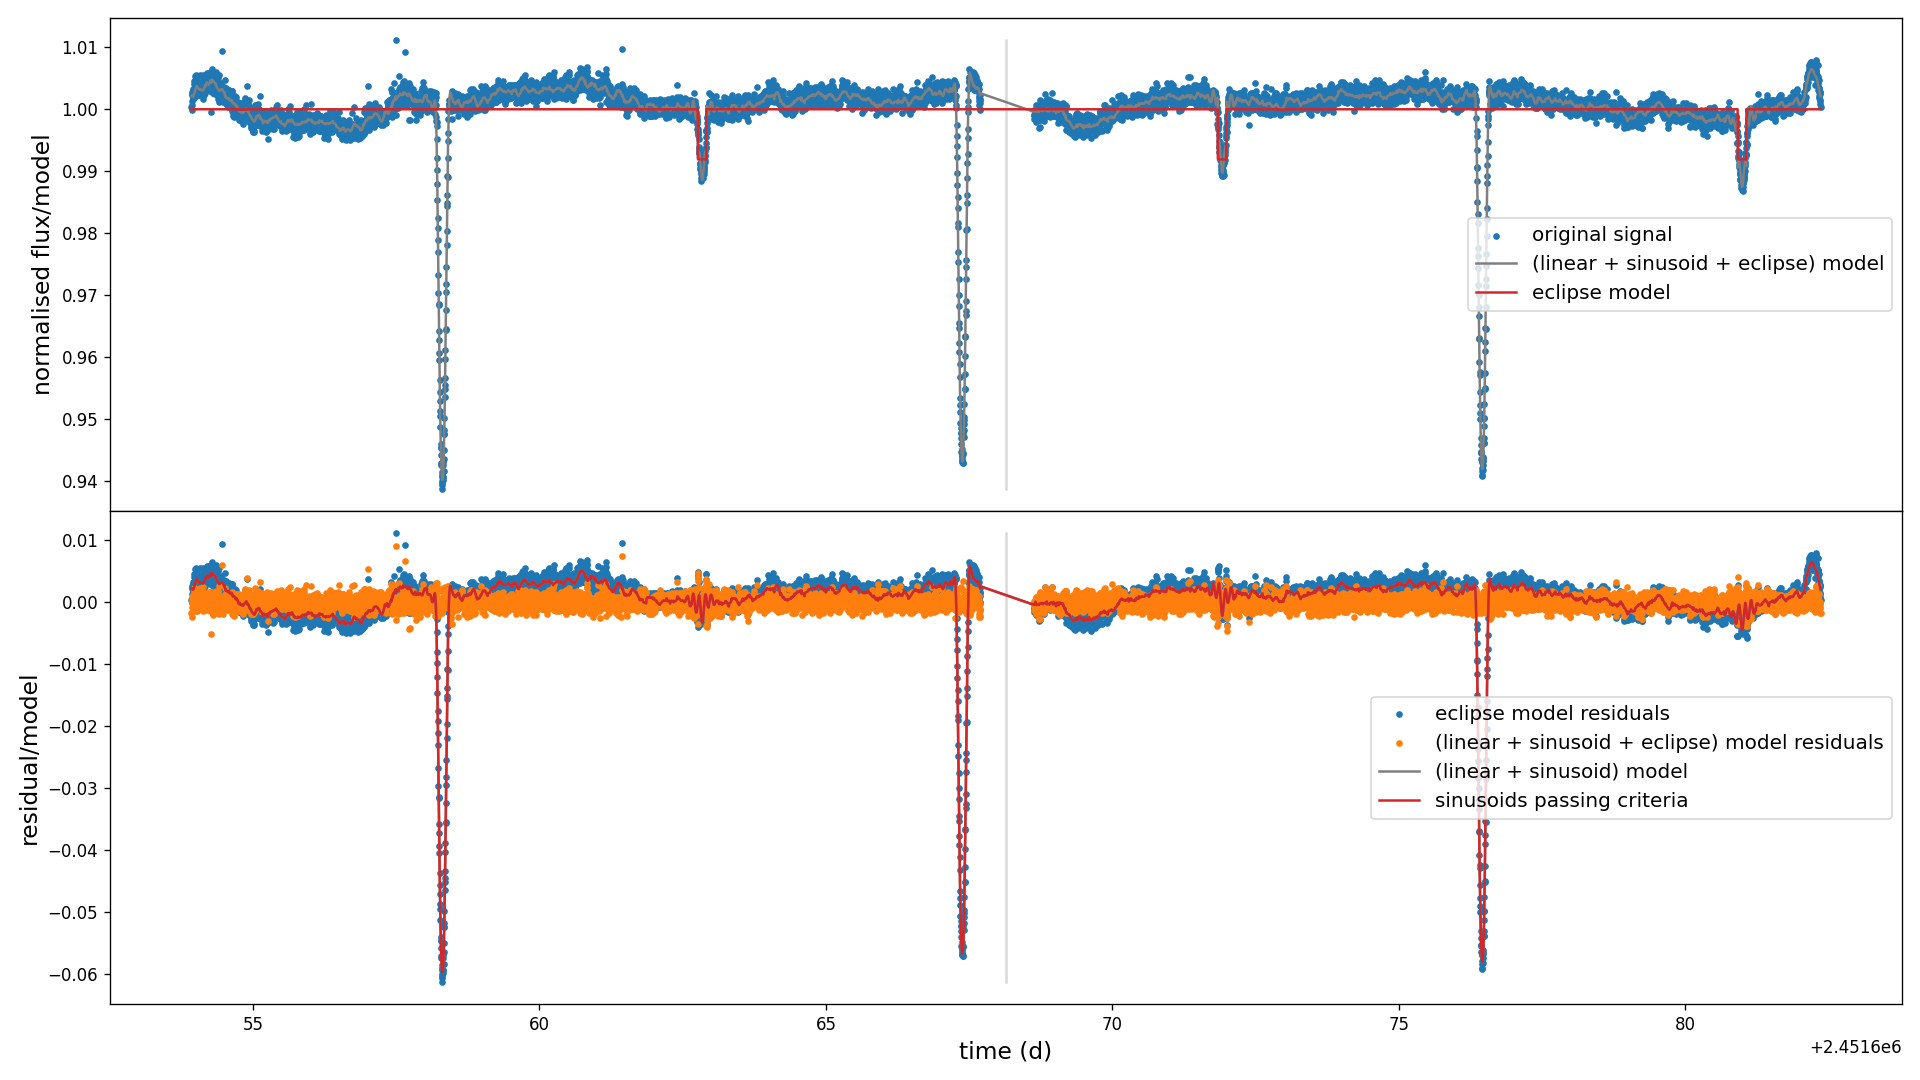 1.01
1.00
0.99
0.98
0.97
0.96
0.95
0.94
normalised flux/model
original signal
(linear + sinusoid + eclipse) model
eclipse model
0.01
0.00
−0.01
−0.02
−0.03
−0.04
−0.05
−0.06
residual/model
eclipse model residuals
(linear + sinusoid + eclipse) model residuals
(linear + sinusoid) model
sinusoids passing criteria
55
60
65
70
75
80
time (d)
+2.4516e6